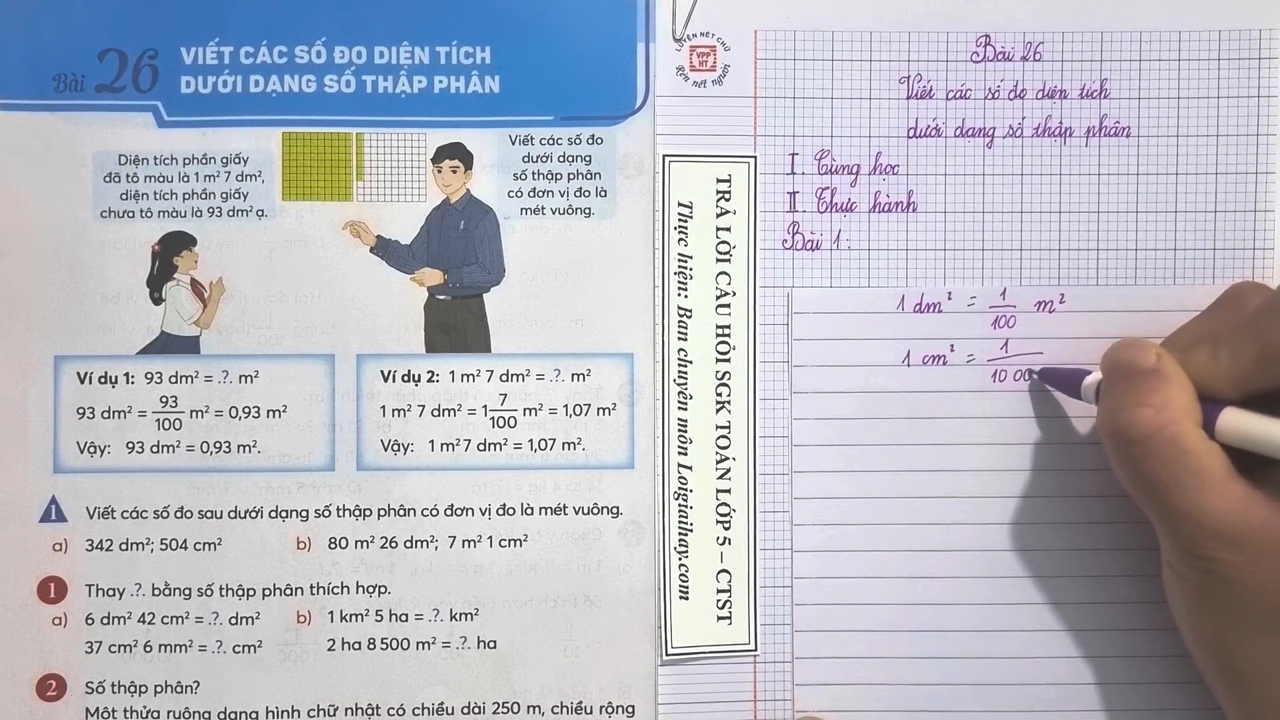 Bài 26
VIẾT CÁC SỐ ĐO DIỆN TÍCH
DƯỚI DẠNG SỐ THẬP PHÂN
Diện tích phần giấy
đã tô màu là 1 m² 7 dm²,
diện tích phần giấy
chưa tô màu là 93 dm² ạ.
Viết các số đo
dưới dạng
số thập phân
có đơn vị đo là
mét vuông.
Ví dụ 1: 93 dm² = .?. m²
93 dm² = 93/100 m² = 0,93 m²
Vậy: 93 dm² = 0,93 m².
Ví dụ 2: 1 m² 7 dm² = .?. m²
1 m² 7 dm² = 1 7/100 m² = 1,07 m²
Vậy: 1 m² 7 dm² = 1,07 m².
1 Viết các số đo sau dưới dạng số thập phân có đơn vị đo là mét vuông.
a) 342 dm²; 504 cm² b) 80 m² 26 dm²; 7 m² 1 cm²
1 Thay .?. bằng số thập phân thích hợp.
a) 6 dm² 42 cm² = .?. dm² b) 1 km² 5 ha = .?. km²
37 cm² 6 mm² = .?. cm² 2 ha 8 500 m² = .?. ha
2 Số thập phân?
Một thửa ruộng dạng hình chữ nhật có chiều dài 250 m, chiều rộng
LUYỆN NÉT CHỮ
VPP
HT
Rèn nết người
TRẢ LỜI CÂU HỎI SGK TOÁN LỚP 5 – CTST
Thực hiện: Ban chuyên môn Loigiaihay.com
Bài 26
Viết các số đo diện tích
dưới dạng số thập phân
I. Cùng học
II. Thực hành
Bài 1:
1 dm² = 1/100 m²
1 cm² = 1/10 00